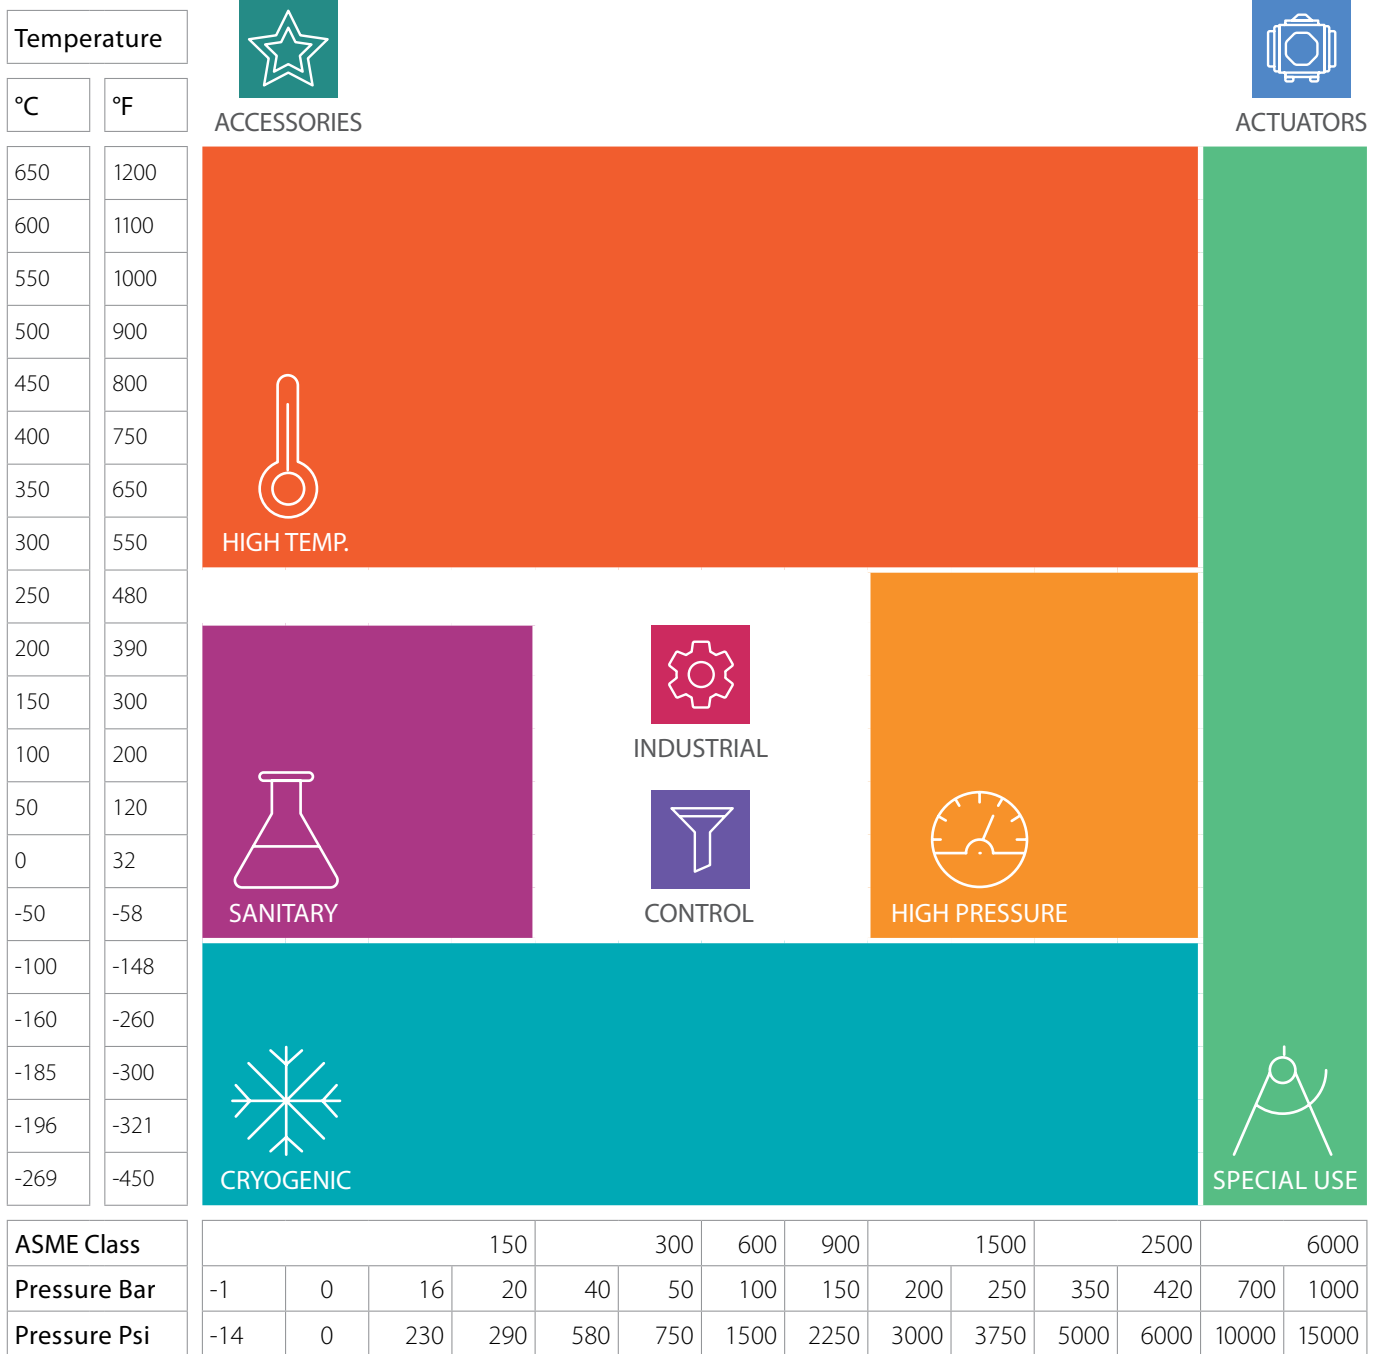 Temperature
°C °F
ACCESSORIES ACTUATORS
650 1200
600 1100
550 1000
500 900
450 800
400 750
350 650
300 550
HIGH TEMP.
250 480
200 390
150 300
100 200
INDUSTRIAL
50 120
0 32
-50 -58
SANITARY CONTROL HIGH PRESSURE
-100 -148
-160 -260
-185 -300
-196 -321
-269 -450
CRYOGENIC SPECIAL USE
ASME Class 150 300 600 900 1500 2500 6000
Pressure Bar -1 0 16 20 40 50 100 150 200 250 350 420 700 1000
Pressure Psi -14 0 230 290 580 750 1500 2250 3000 3750 5000 6000 10000 15000